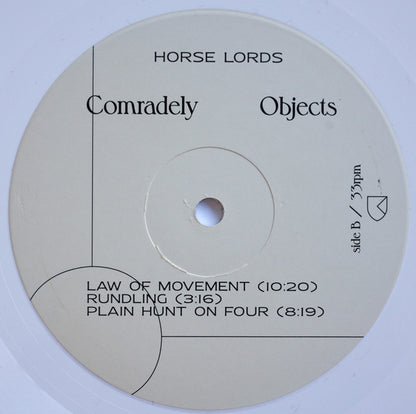 HORSE LORDS
Comradely Objects
side B / 33rpm
LAW OF MOVEMENT (10:20)
RUNDLING (3:16)
PLAIN HUNT ON FOUR (8:19)